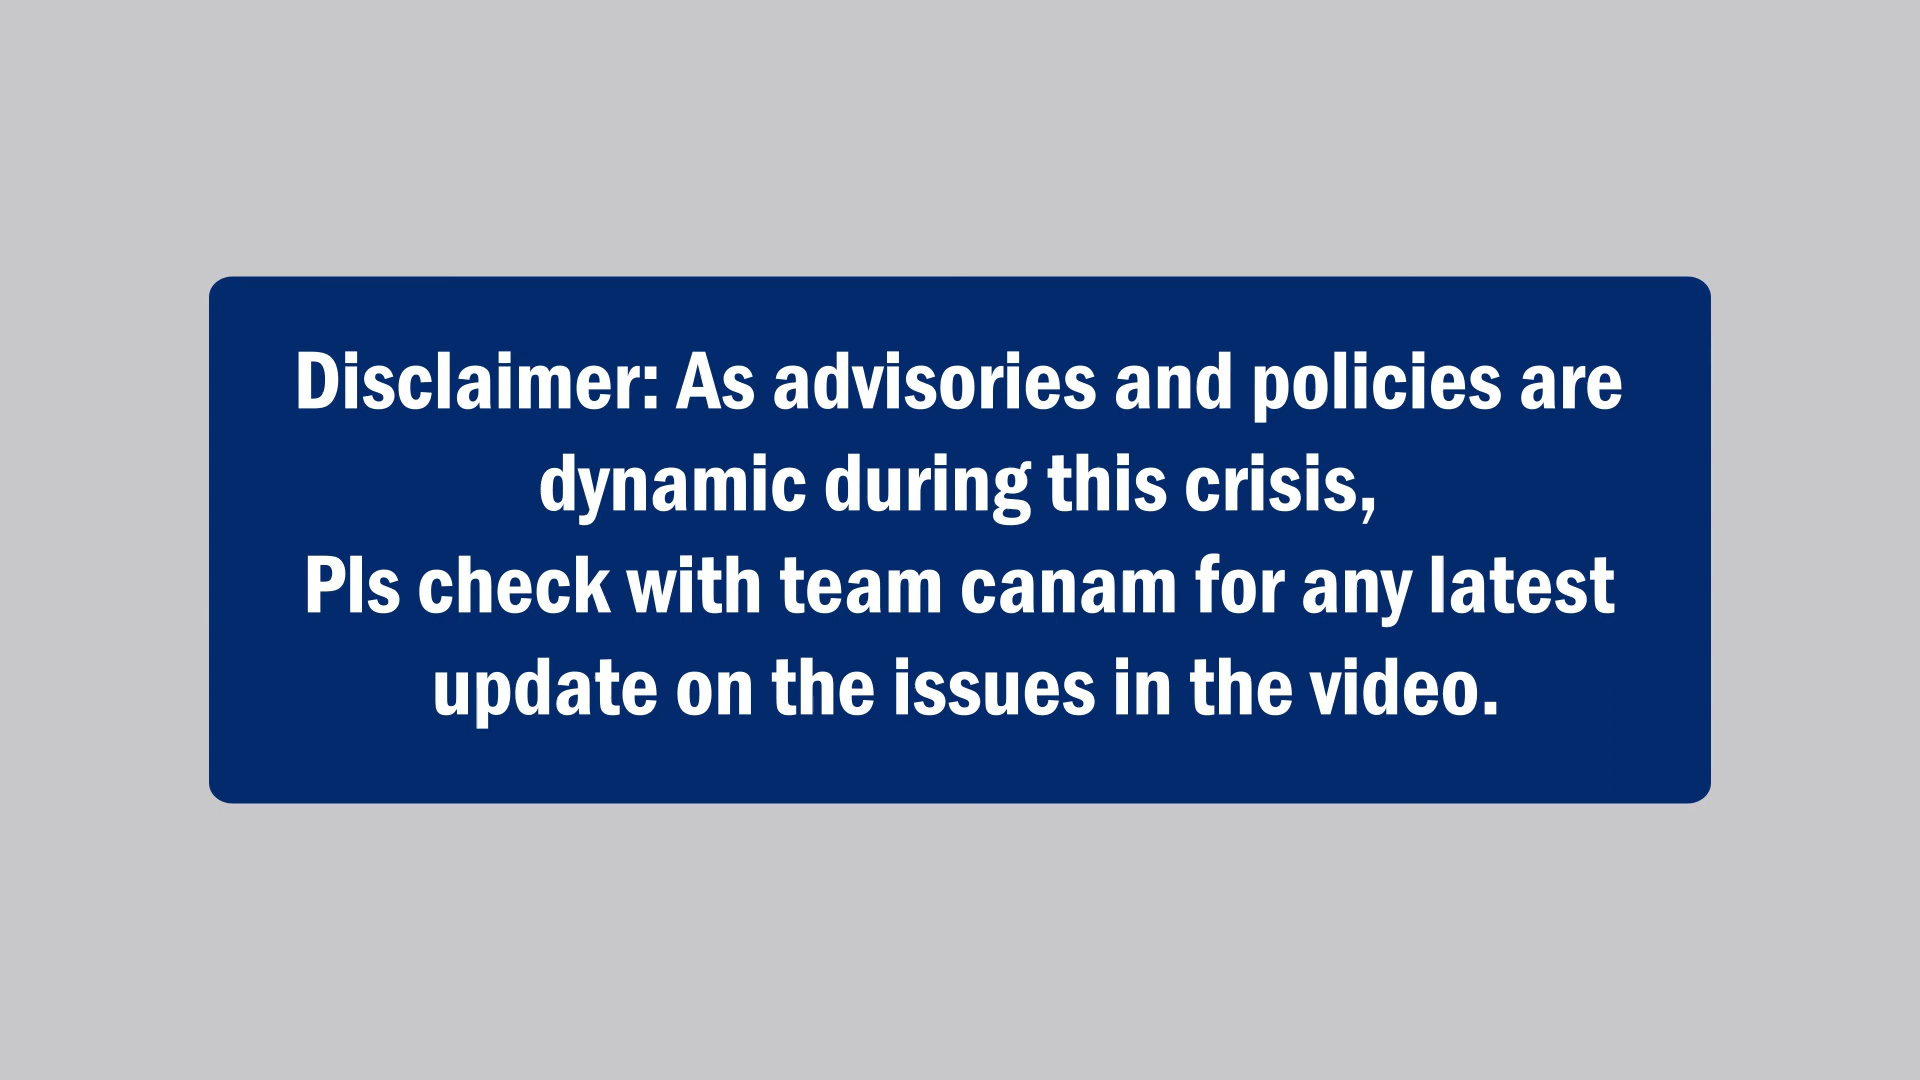 Disclaimer: As advisories and policies are
dynamic during this crisis,
Pls check with team canam for any latest
update on the issues in the video.